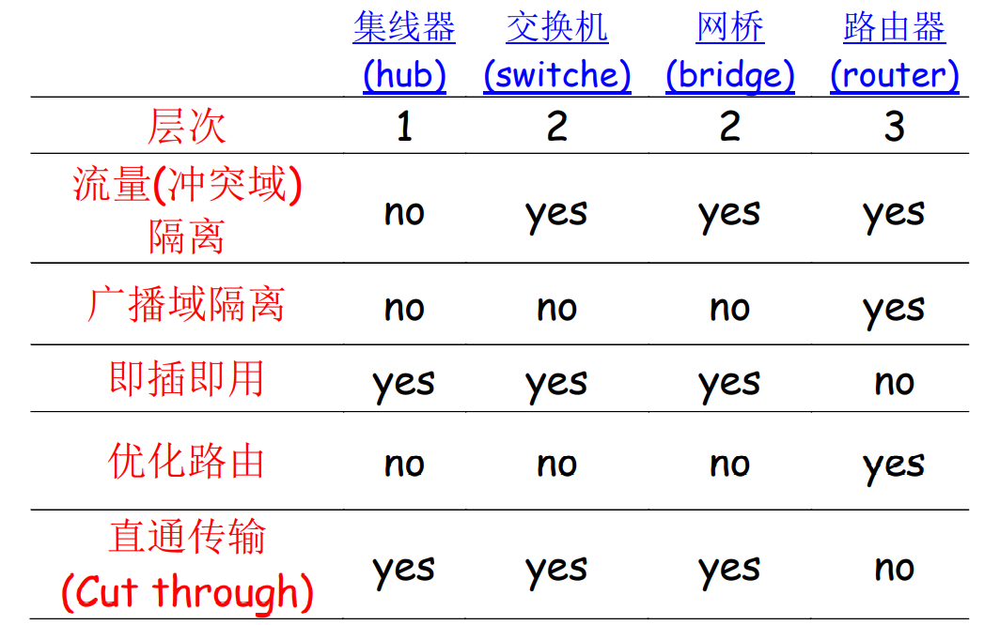 集线器 交换机 网桥 路由器
(hub) (switche) (bridge) (router)
层次 1 2 2 3
流量(冲突域)
隔离 no yes yes yes
广播域隔离 no no no yes
即插即用 yes yes yes no
优化路由 no no no yes
直通传输
(Cut through) yes yes yes no